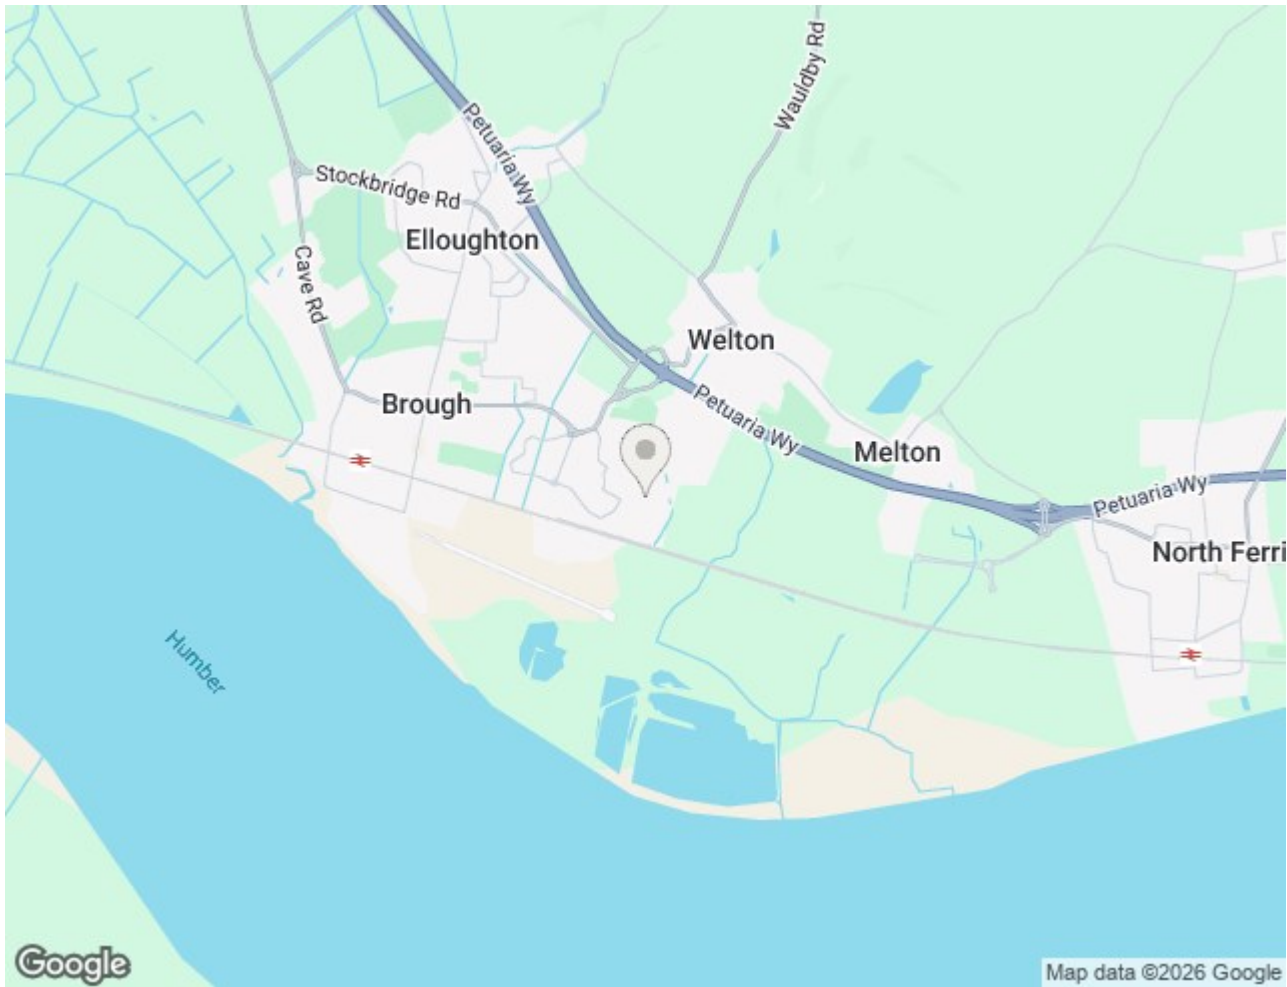 Wauldby Rd
Petuaria Wy
Stockbridge Rd
Elloughton
Cave Rd
Welton
Brough
Petuaria Wy
Melton
Petuaria Wy
North Ferri
Humber
Google
Map data ©2026 Google